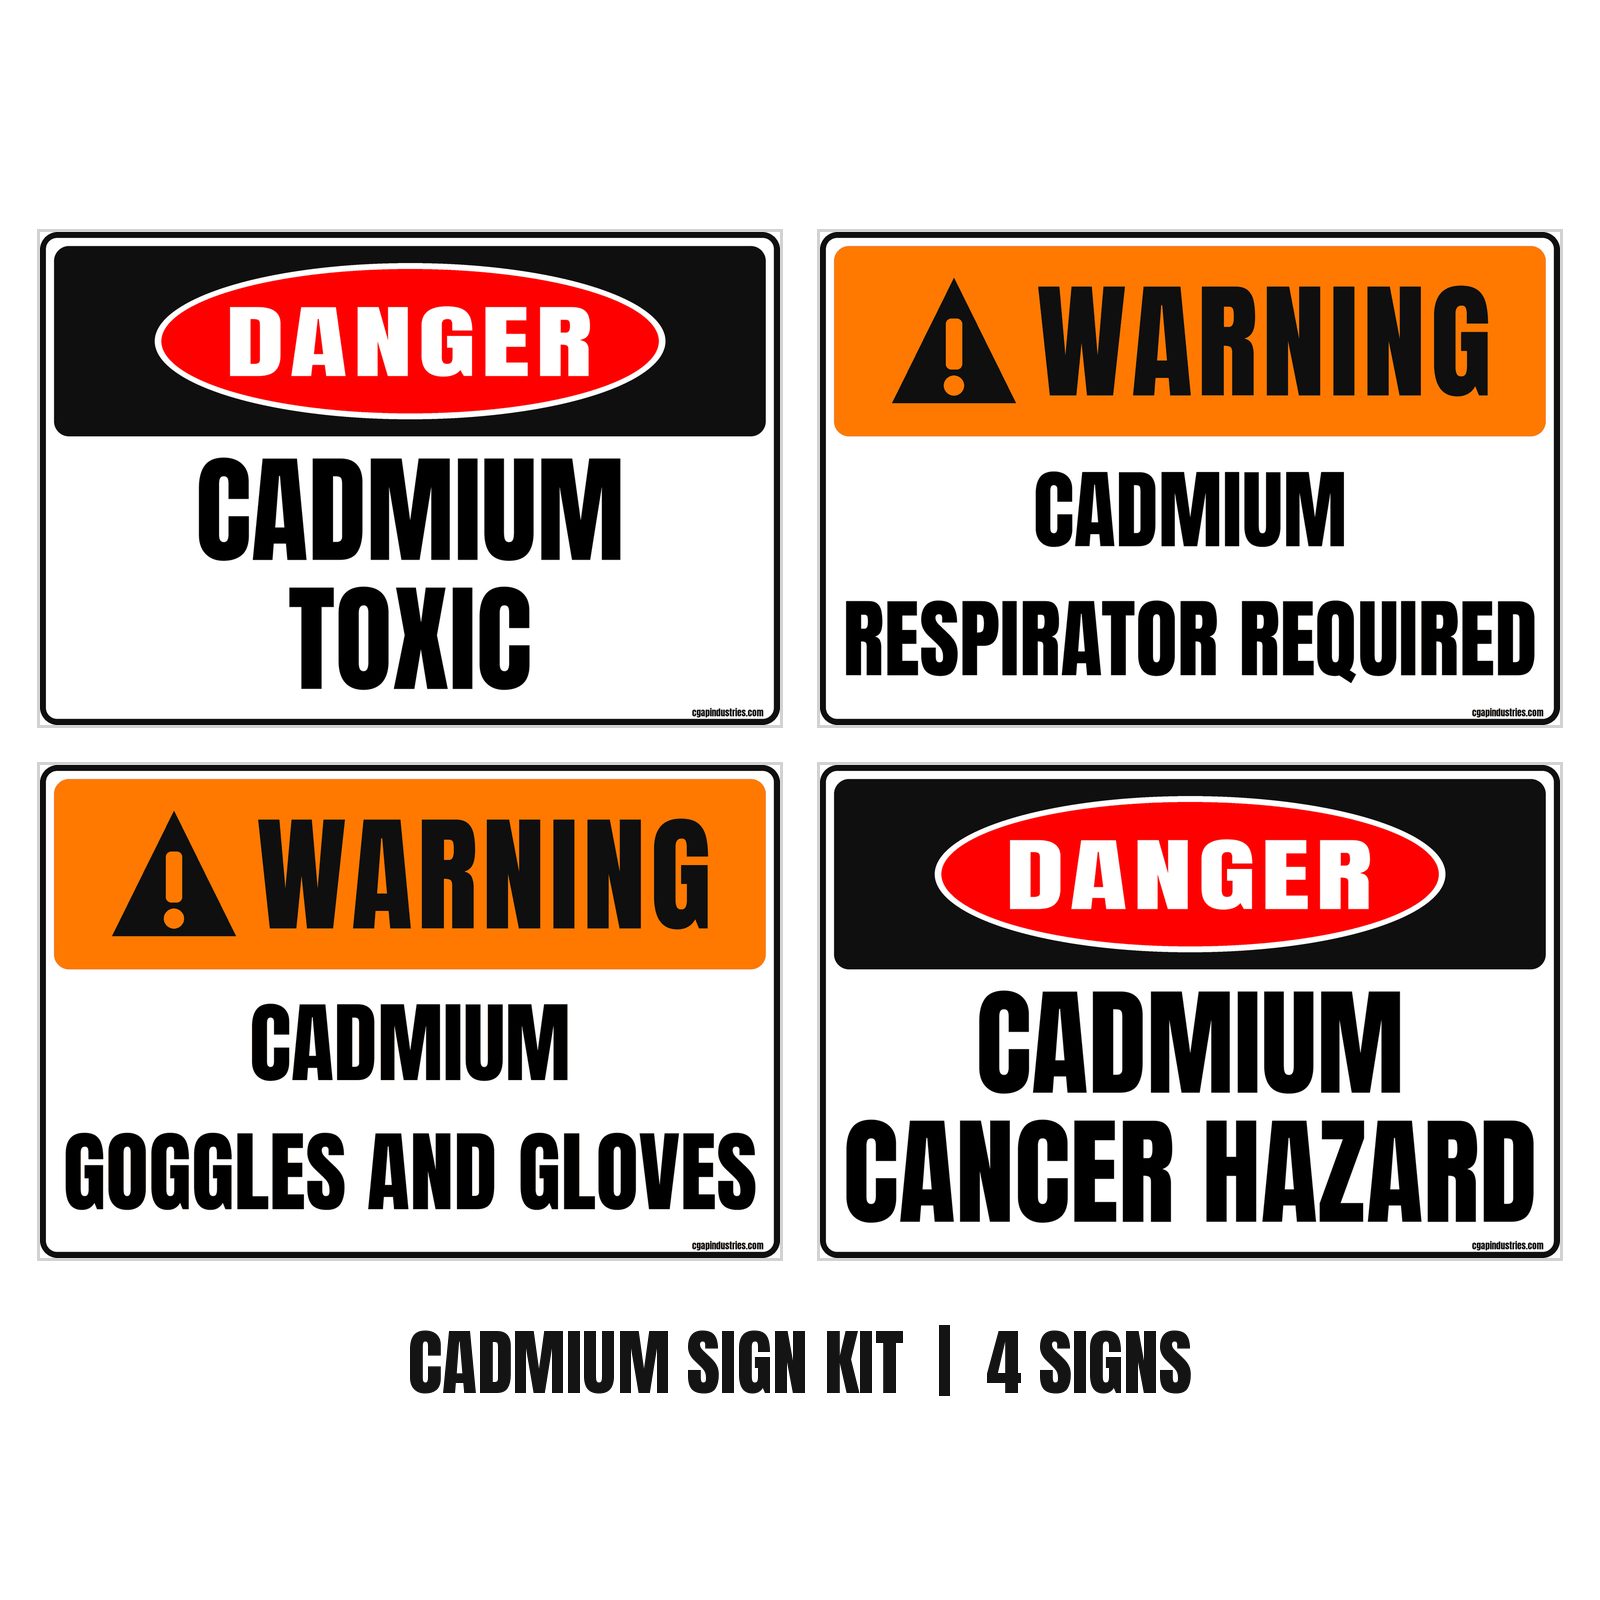 DANGER
CADMIUM
TOXIC
cgapindustries.com
WARNING
CADMIUM
RESPIRATOR REQUIRED
cgapindustries.com
WARNING
CADMIUM
GOGGLES AND GLOVES
cgapindustries.com
DANGER
CADMIUM
CANCER HAZARD
cgapindustries.com
CADMIUM SIGN KIT | 4 SIGNS